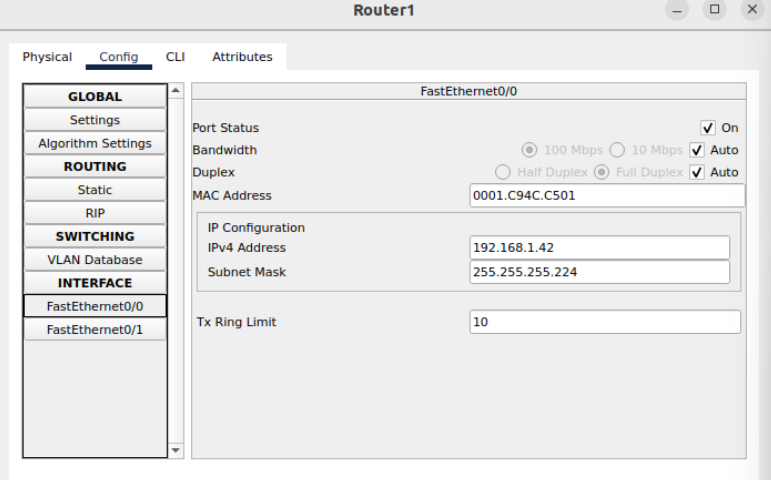 Router1
Physical Config CLI Attributes
GLOBAL
Settings
Algorithm Settings
ROUTING
Static
RIP
SWITCHING
VLAN Database
INTERFACE
FastEthernet0/0
FastEthernet0/1
FastEthernet0/0
Port Status On
Bandwidth 100 Mbps 10 Mbps Auto
Duplex Half Duplex Full Duplex Auto
MAC Address 0001.C94C.C501
IP Configuration
IPv4 Address 192.168.1.42
Subnet Mask 255.255.255.224
Tx Ring Limit 10